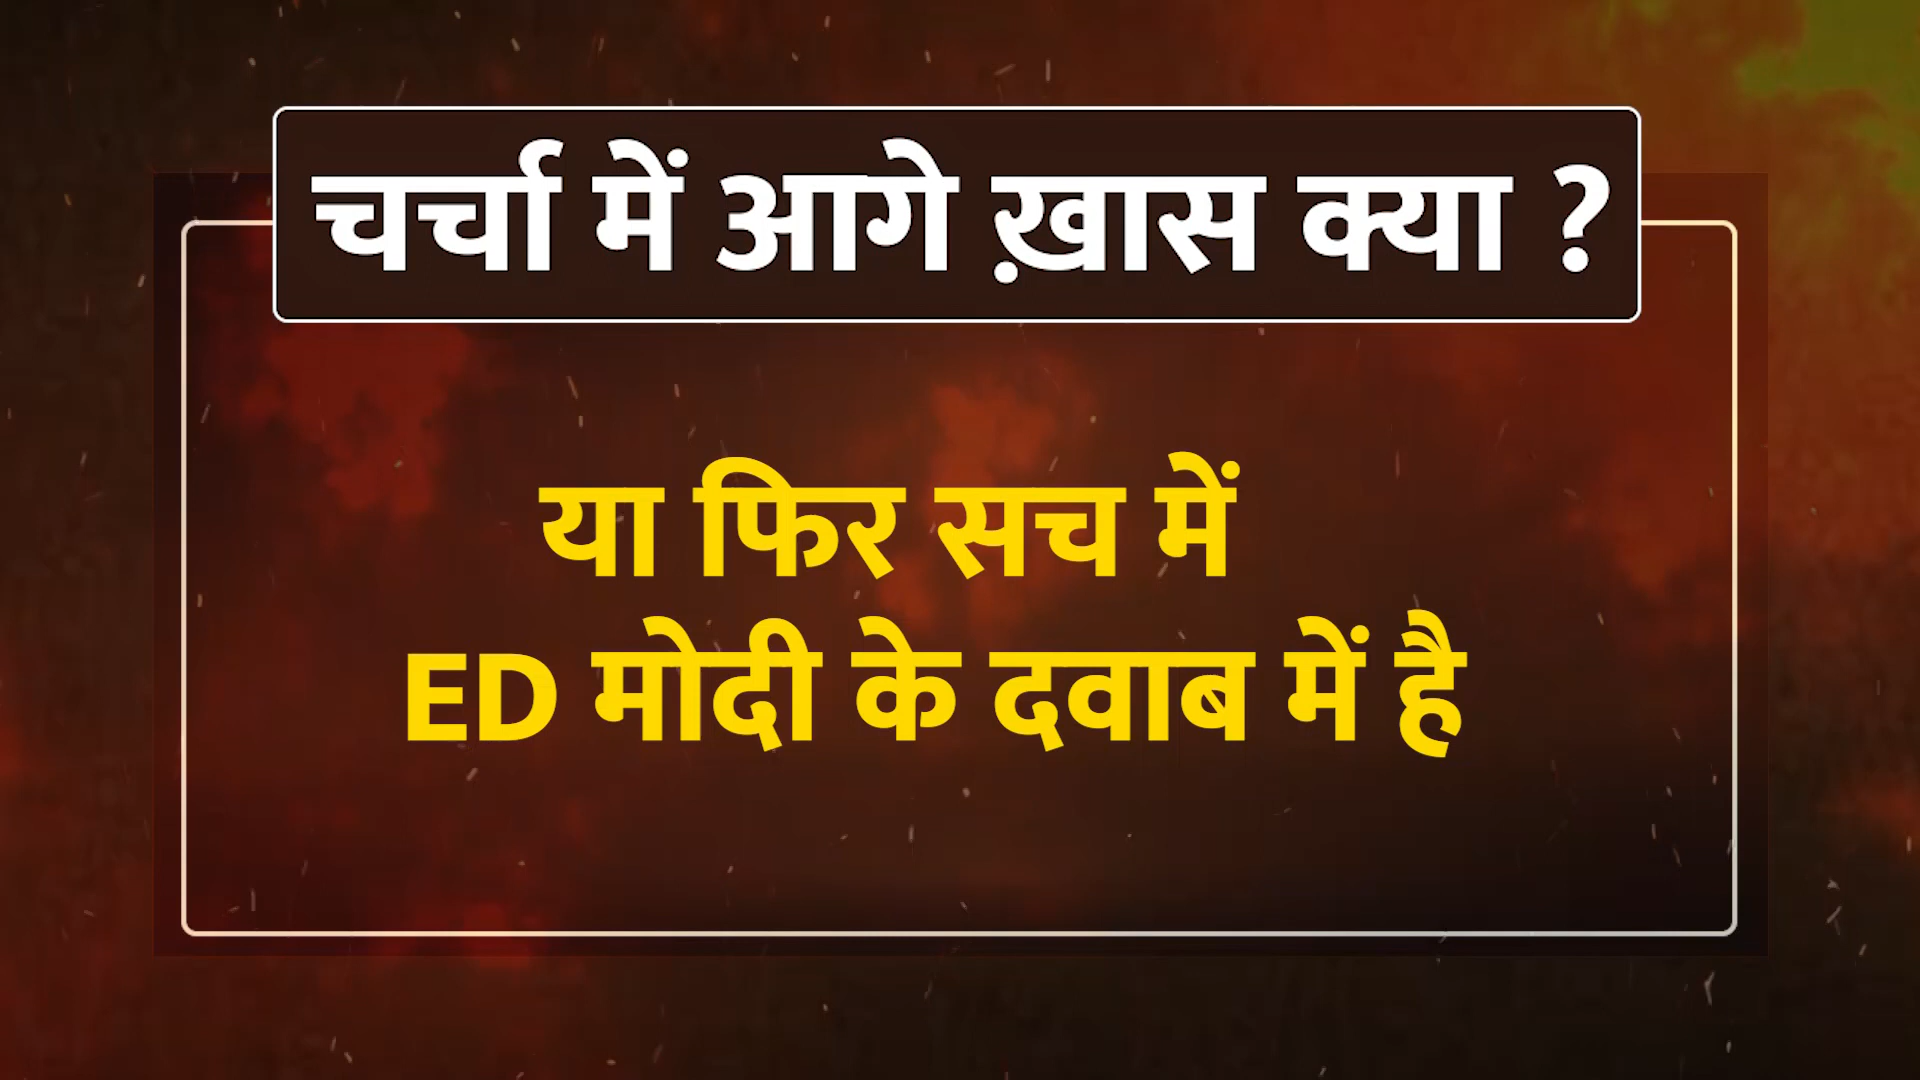 चर्चा में आगे ख़ास क्या ?
या फिर सच में
ED मोदी के दवाब में है